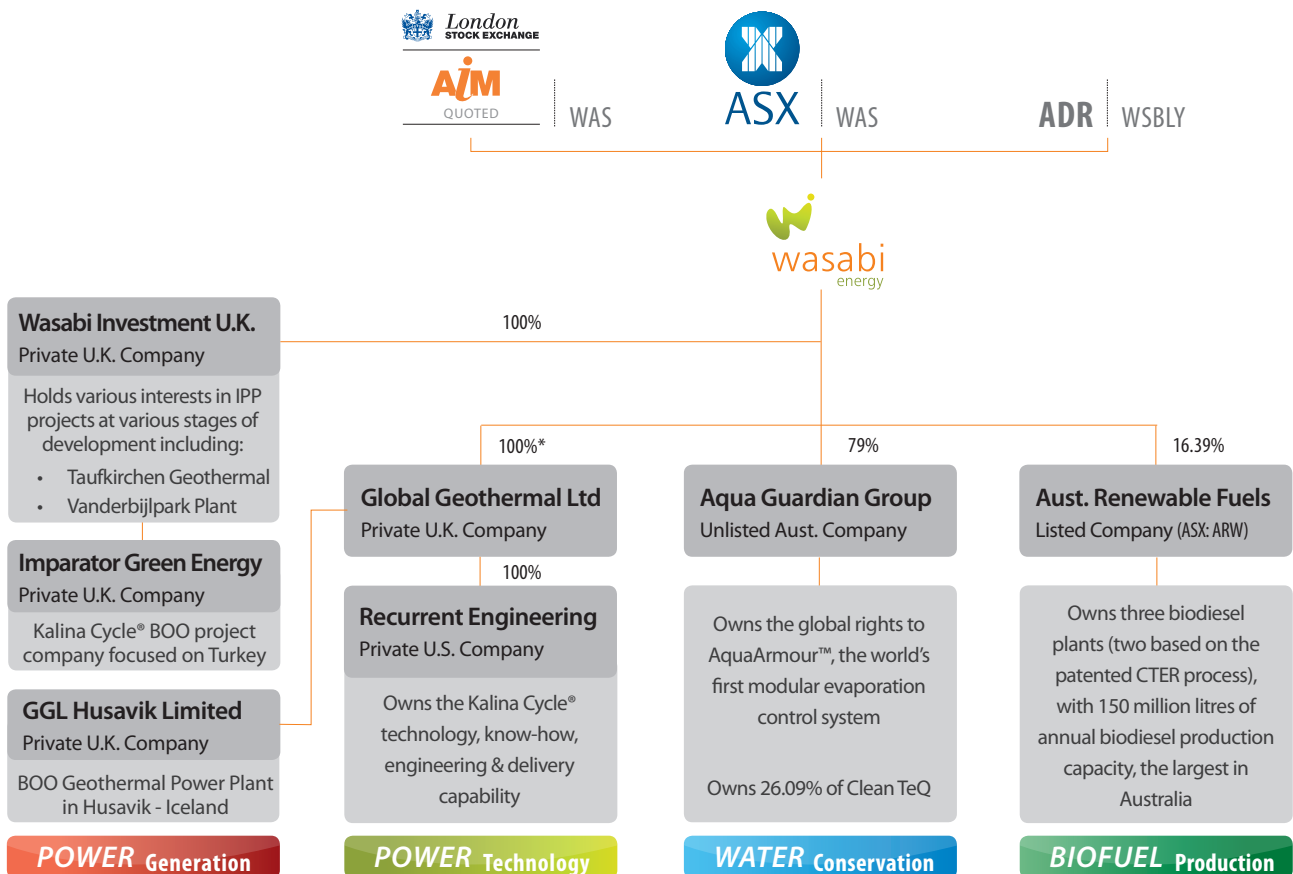 London
STOCK EXCHANGE
AiM
QUOTED
WAS
ASX
WAS
ADR
WSBLY
wasabi
energy
100%
Wasabi Investment U.K.
Private U.K. Company
Holds various interests in IPP
projects at various stages of
development including:
• Taufkirchen Geothermal
• Vanderbijlpark Plant
Imparator Green Energy
Private U.K. Company
Kalina Cycle® BOO project
company focused on Turkey
GGL Husavik Limited
Private U.K. Company
BOO Geothermal Power Plant
in Husavik - Iceland
POWER Generation
100%*
Global Geothermal Ltd
Private U.K. Company
100%
Recurrent Engineering
Private U.S. Company
Owns the Kalina Cycle®
technology, know-how,
engineering & delivery
capability
POWER Technology
79%
Aqua Guardian Group
Unlisted Aust. Company
Owns the global rights to
AquaArmour™, the world's
first modular evaporation
control system
Owns 26.09% of Clean TeQ
WATER Conservation
16.39%
Aust. Renewable Fuels
Listed Company (ASX: ARW)
Owns three biodiesel
plants (two based on the
patented CTER process),
with 150 million litres of
annual biodiesel production
capacity, the largest in
Australia
BIOFUEL Production